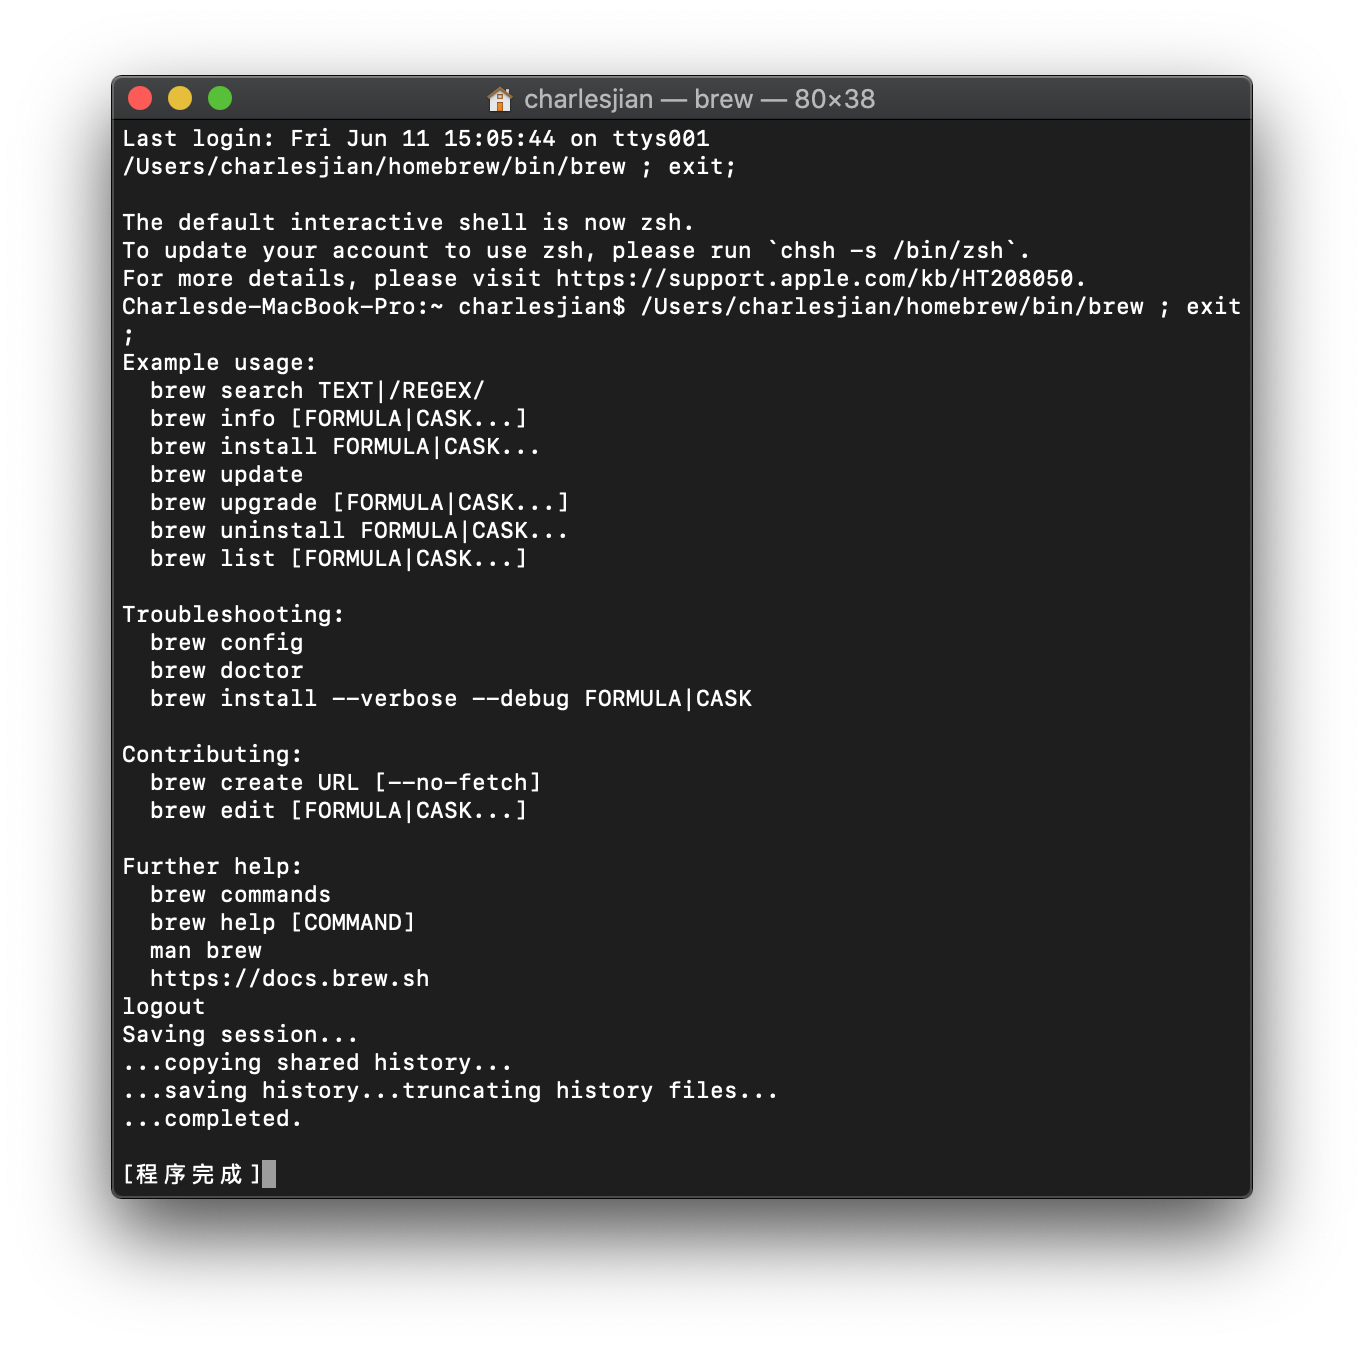 charlesjian — brew — 80×38
Last login: Fri Jun 11 15:05:44 on ttys001
/Users/charlesjian/homebrew/bin/brew ; exit;
The default interactive shell is now zsh.
To update your account to use zsh, please run `chsh -s /bin/zsh`.
For more details, please visit https://support.apple.com/kb/HT208050.
Charlesde-MacBook-Pro:~ charlesjian$ /Users/charlesjian/homebrew/bin/brew ; exit
;
Example usage:
  brew search TEXT|/REGEX/
  brew info [FORMULA|CASK...]
  brew install FORMULA|CASK...
  brew update
  brew upgrade [FORMULA|CASK...]
  brew uninstall FORMULA|CASK...
  brew list [FORMULA|CASK...]
Troubleshooting:
  brew config
  brew doctor
  brew install --verbose --debug FORMULA|CASK
Contributing:
  brew create URL [--no-fetch]
  brew edit [FORMULA|CASK...]
Further help:
  brew commands
  brew help [COMMAND]
  man brew
  https://docs.brew.sh
logout
Saving session...
...copying shared history...
...saving history...truncating history files...
...completed.
[程序完成]